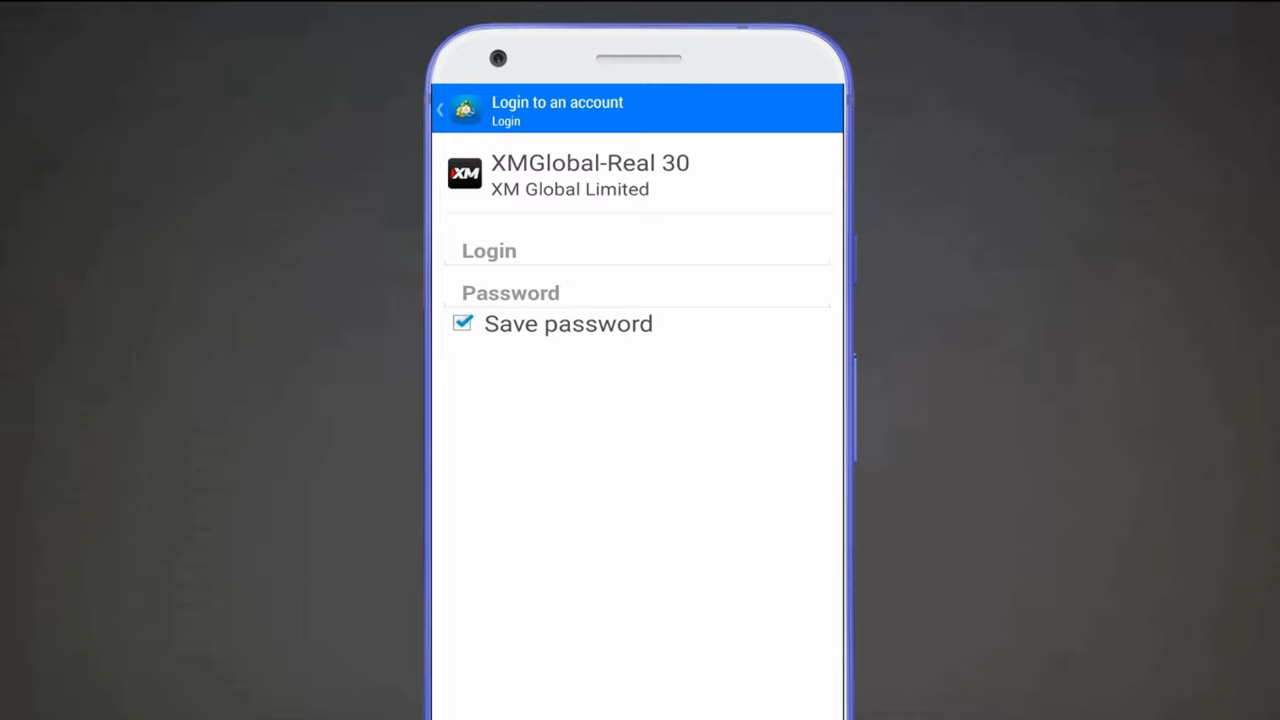 Login to an account
Login
XM
XMGlobal-Real 30
XM Global Limited
Login
Password
Save password